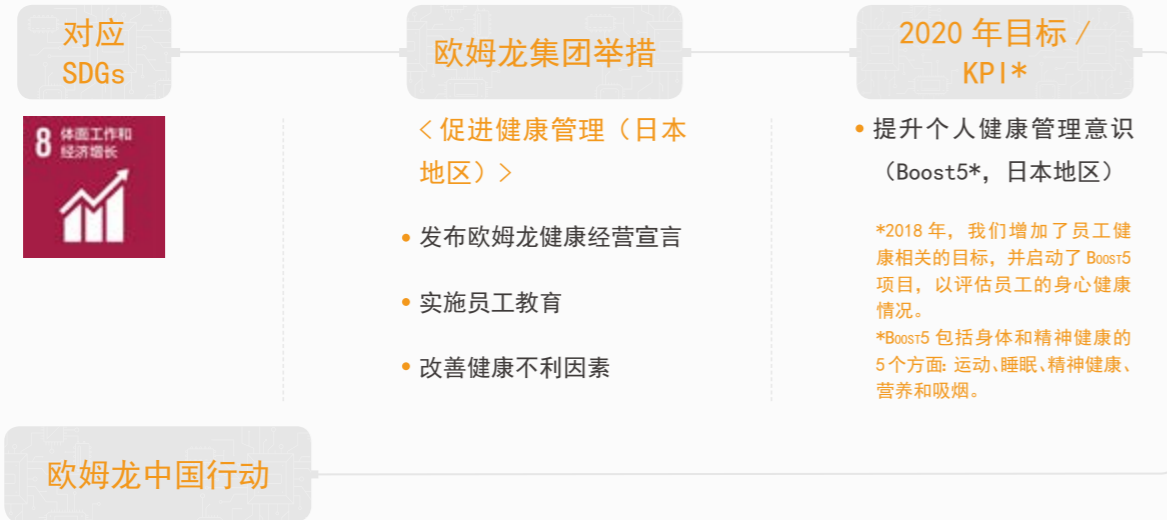 对应
SDGs
欧姆龙集团举措
2020 年目标 /
KPI*
8 体面工作和
经济增长
<促进健康管理（日本
地区）>
• 发布欧姆龙健康经营宣言
• 实施员工教育
• 改善健康不利因素
• 提升个人健康管理意识
（Boost5*，日本地区）
*2018 年，我们增加了员工健
康相关的目标，并启动了 Boost5
项目，以评估员工的身心健康
情况。
*Boost5 包括身体和精神健康的
5个方面：运动、睡眠、精神健康、
营养和吸烟。
欧姆龙中国行动